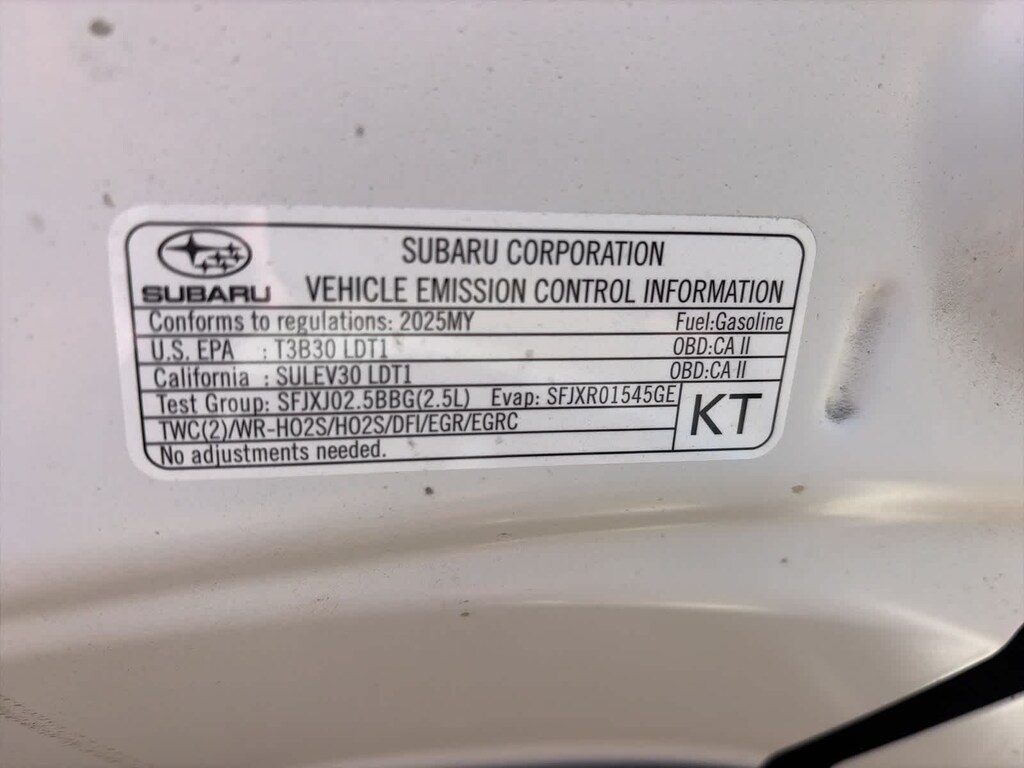 SUBARU CORPORATION
SUBARU VEHICLE EMISSION CONTROL INFORMATION
Conforms to regulations: 2025MY Fuel:Gasoline
U.S. EPA : T3B30 LDT1 OBD:CA II
California : SULEV30 LDT1 OBD:CA II
Test Group: SFJXJ02.5BBG(2.5L) Evap: SFJXR01545GE
TWC(2)/WR-HO2S/HO2S/DFI/EGR/EGRC
KT
No adjustments needed.